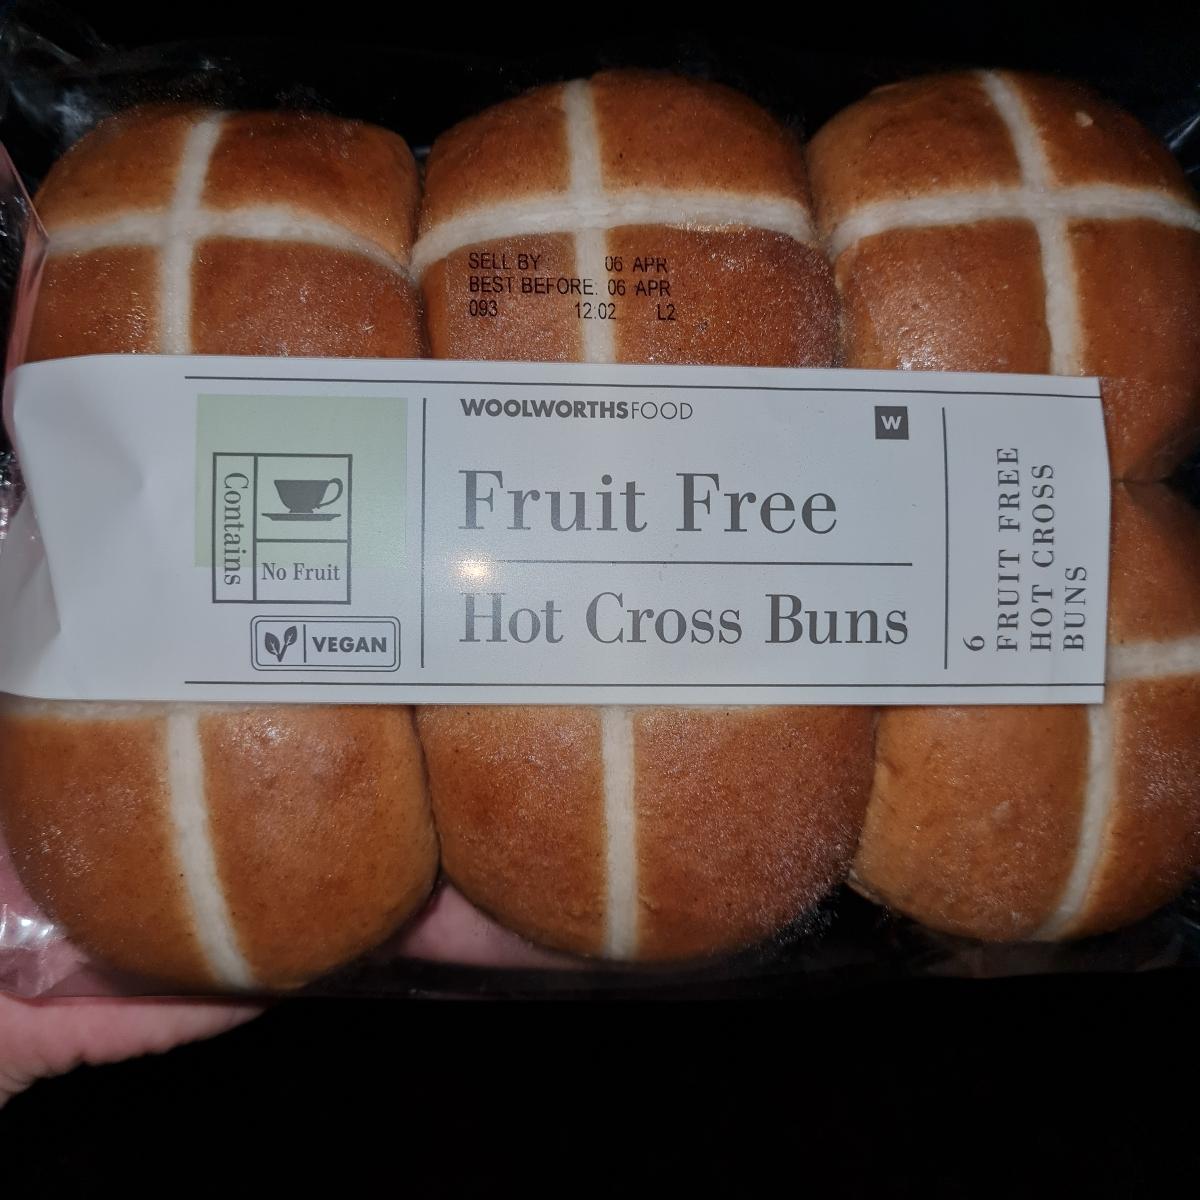 SELL BY 06 APR
BEST BEFORE: 06 APR
093 12:02 L2
WOOLWORTHSFOOD
W
Contains
No Fruit
VEGAN
Fruit Free
Hot Cross Buns
6
FRUIT FREE
HOT CROSS
BUNS